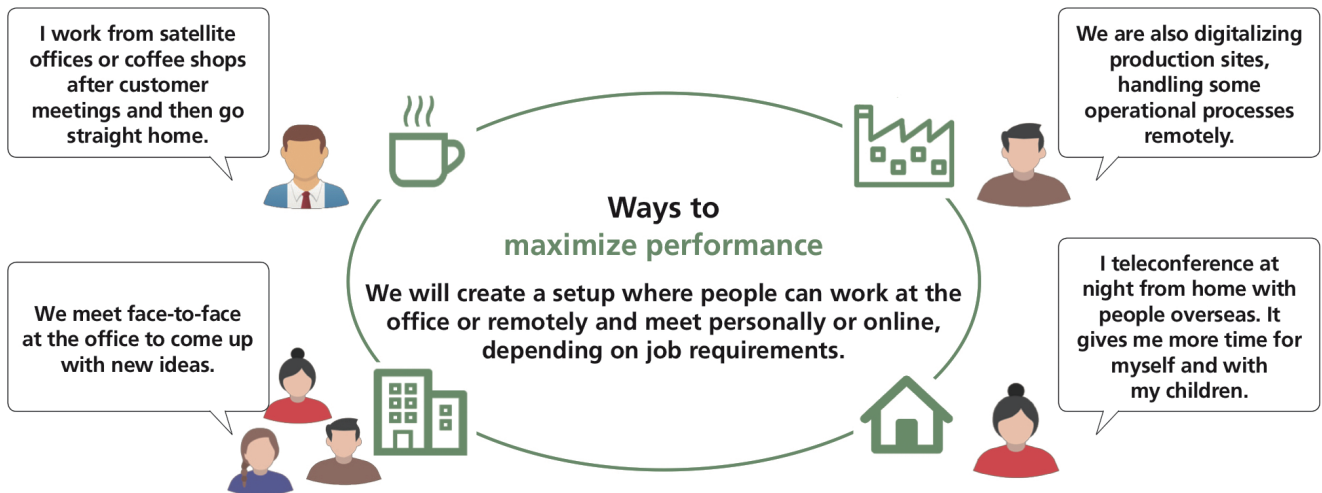 I work from satellite
offices or coffee shops
after customer
meetings and then go
straight home.
We are also digitalizing
production sites,
handling some
operational processes
remotely.
Ways to
maximize performance
We will create a setup where people can work at the
office or remotely and meet personally or online,
depending on job requirements.
We meet face-to-face
at the office to come up
with new ideas.
I teleconference at
night from home with
people overseas. It
gives me more time for
myself and with
my children.